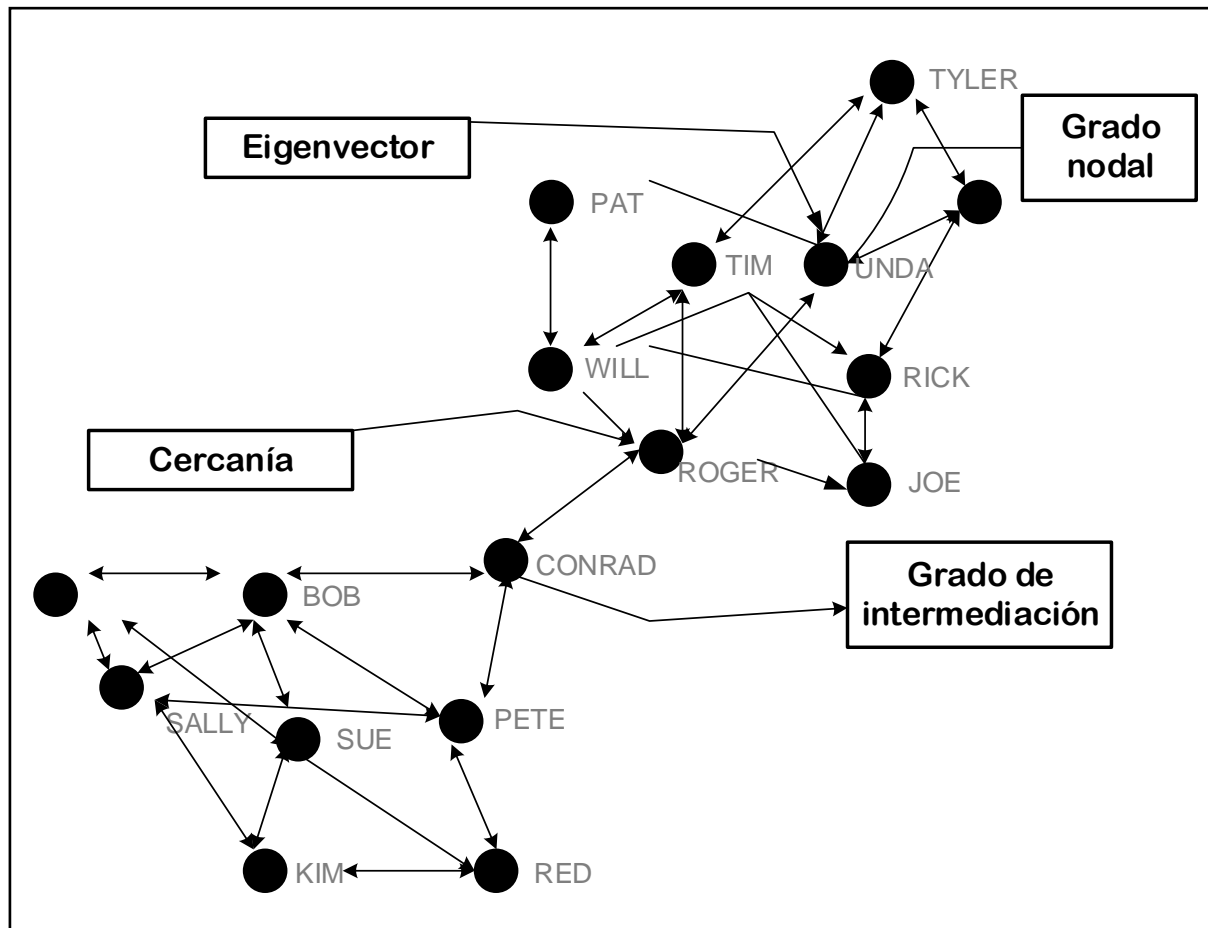 TYLER
Grado
nodal
Eigenvector
PAT
TIM
UNDA
WILL
RICK
Cercanía
ROGER
JOE
CONRAD
Grado de
intermediación
BOB
SALLY
SUE
PETE
KIM
RED